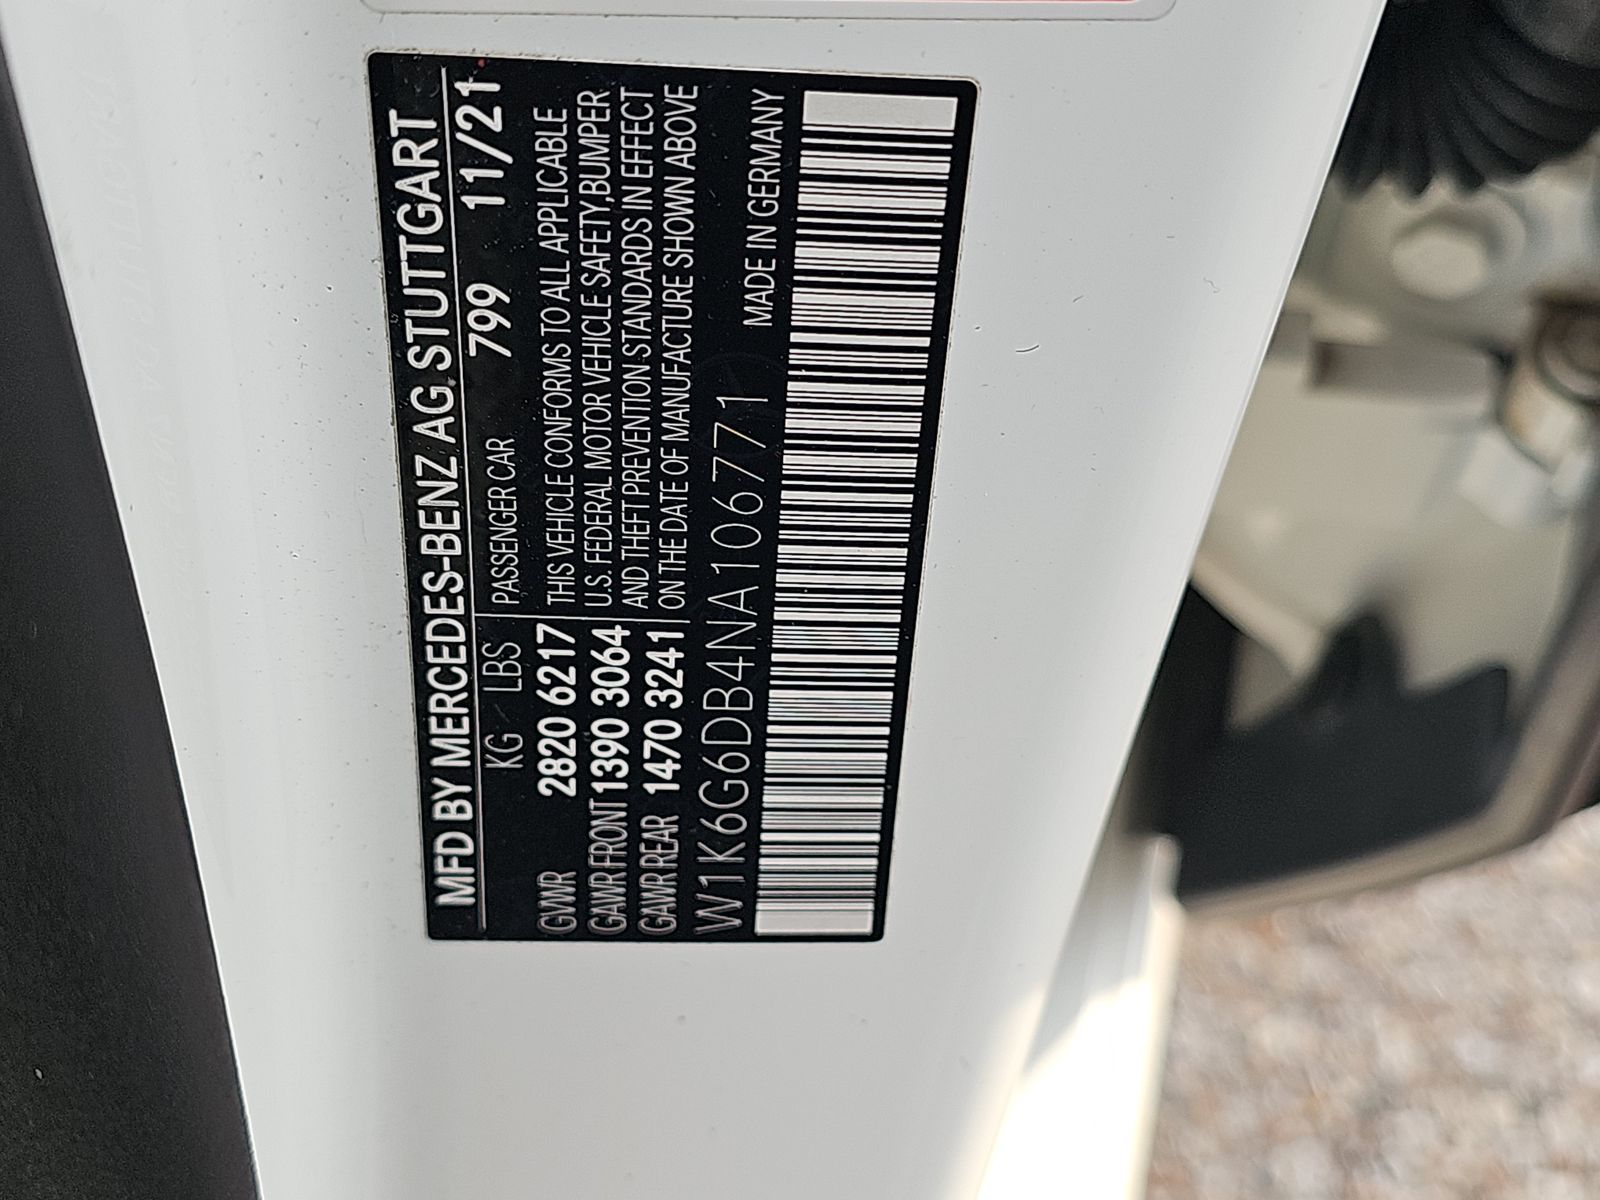 MFD BY MERCEDES-BENZ AG.STUTTGART
799 11/21
KG LBS
PASSENGER CAR
GVWR 2820 6217
GAWR FRONT 1390 3064
GAWR REAR 1470 3241
THIS VEHICLE CONFORMS TO ALL APPLICABLE
U.S. FEDERAL MOTOR VEHICLE SAFETY,BUMPER
AND THEFT PREVENTION STANDARDS IN EFFECT
ON THE DATE OF MANUFACTURE SHOWN ABOVE
W1K6G6DB4NA106771
MADE IN GERMANY